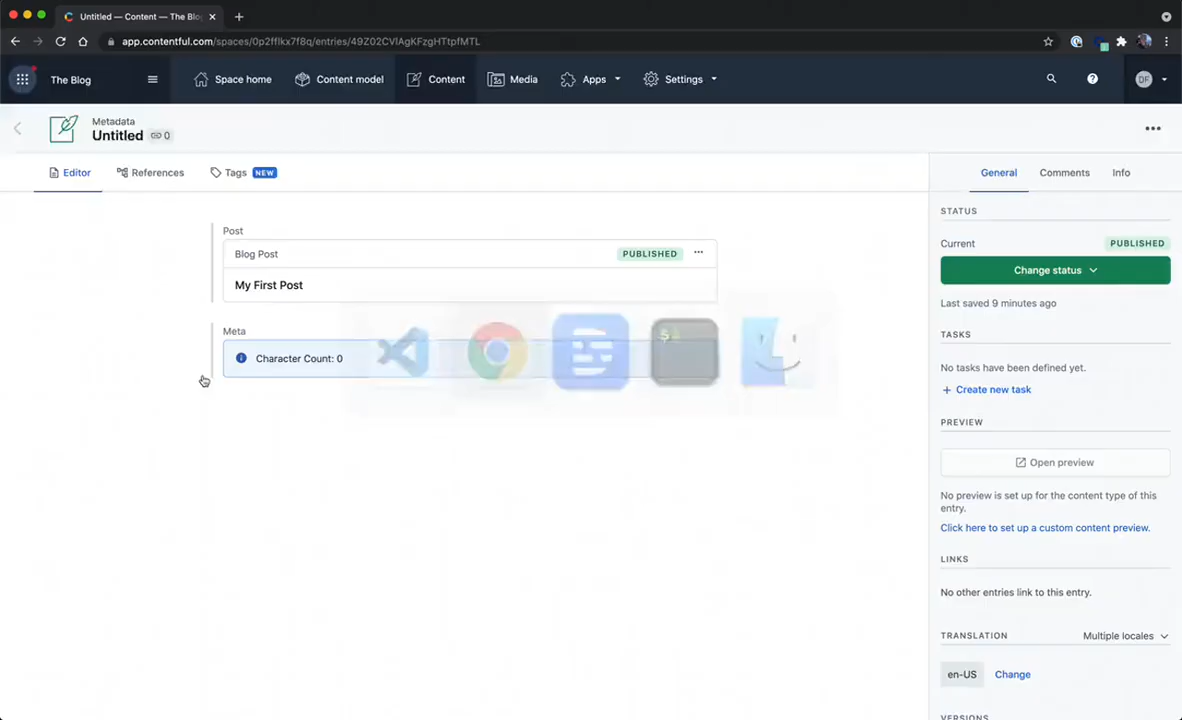 Untitled — Content — The Blog
app.contentful.com/spaces/0p2fflkx7f8q/entries/49Z02CVlAgKFzgHTtpfMTL
The Blog
Space home
Content model
Content
Media
Apps
Settings
DF
Metadata
Untitled
0
Editor
References
Tags NEW
General
Comments
Info
Post
Blog Post
PUBLISHED
My First Post
Meta
Character Count: 0
STATUS
Current
PUBLISHED
Change status
Last saved 9 minutes ago
TASKS
No tasks have been defined yet.
+ Create new task
PREVIEW
Open preview
No preview is set up for the content type of this
entry.
Click here to set up a custom content preview.
LINKS
No other entries link to this entry.
TRANSLATION
Multiple locales
en-US
Change
VERSIONS